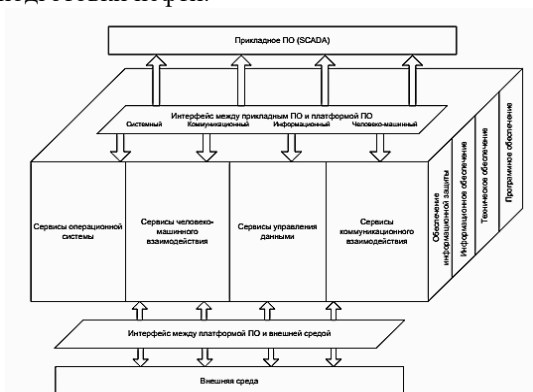 Прикладное ПО (SCADA)
Интерфейс между прикладным ПО и платформой ПО
Системный Коммуникационный Информационный Человеко-машинный
Сервисы операционной
системы
Сервисы человеко-
машинного
взаимодействия
Сервисы управления
данными
Сервисы
коммуникационного
взаимодействия
Обеспечение
информационной защиты
Информационное обеспечение
Техническое обеспечение
Программное обеспечение
Интерфейс между платформой ПО и внешней средой
Внешняя среда